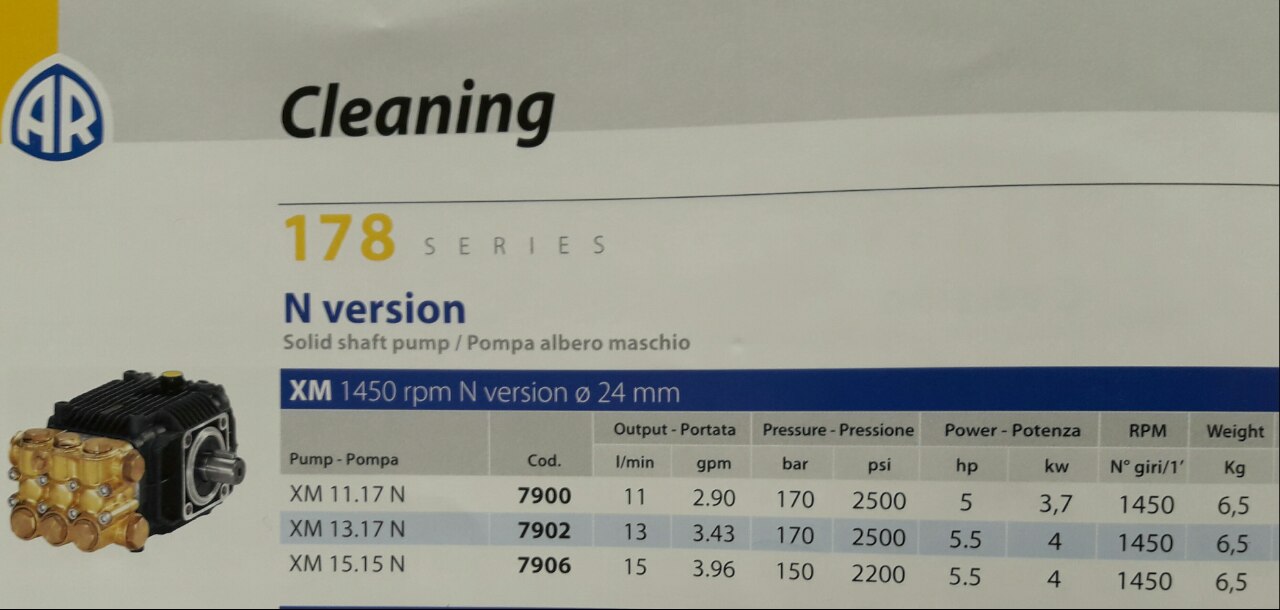 AR
Cleaning
178 SERIES
N version
Solid shaft pump / Pompa albero maschio
XM 1450 rpm N version ø 24 mm
Output - Portata Pressure - Pressione Power - Potenza RPM Weight
Pump - Pompa Cod. l/min gpm bar psi hp kw N° giri/1' Kg
XM 11.17 N 7900 11 2.90 170 2500 5 3,7 1450 6,5
XM 13.17 N 7902 13 3.43 170 2500 5.5 4 1450 6,5
XM 15.15 N 7906 15 3.96 150 2200 5.5 4 1450 6,5